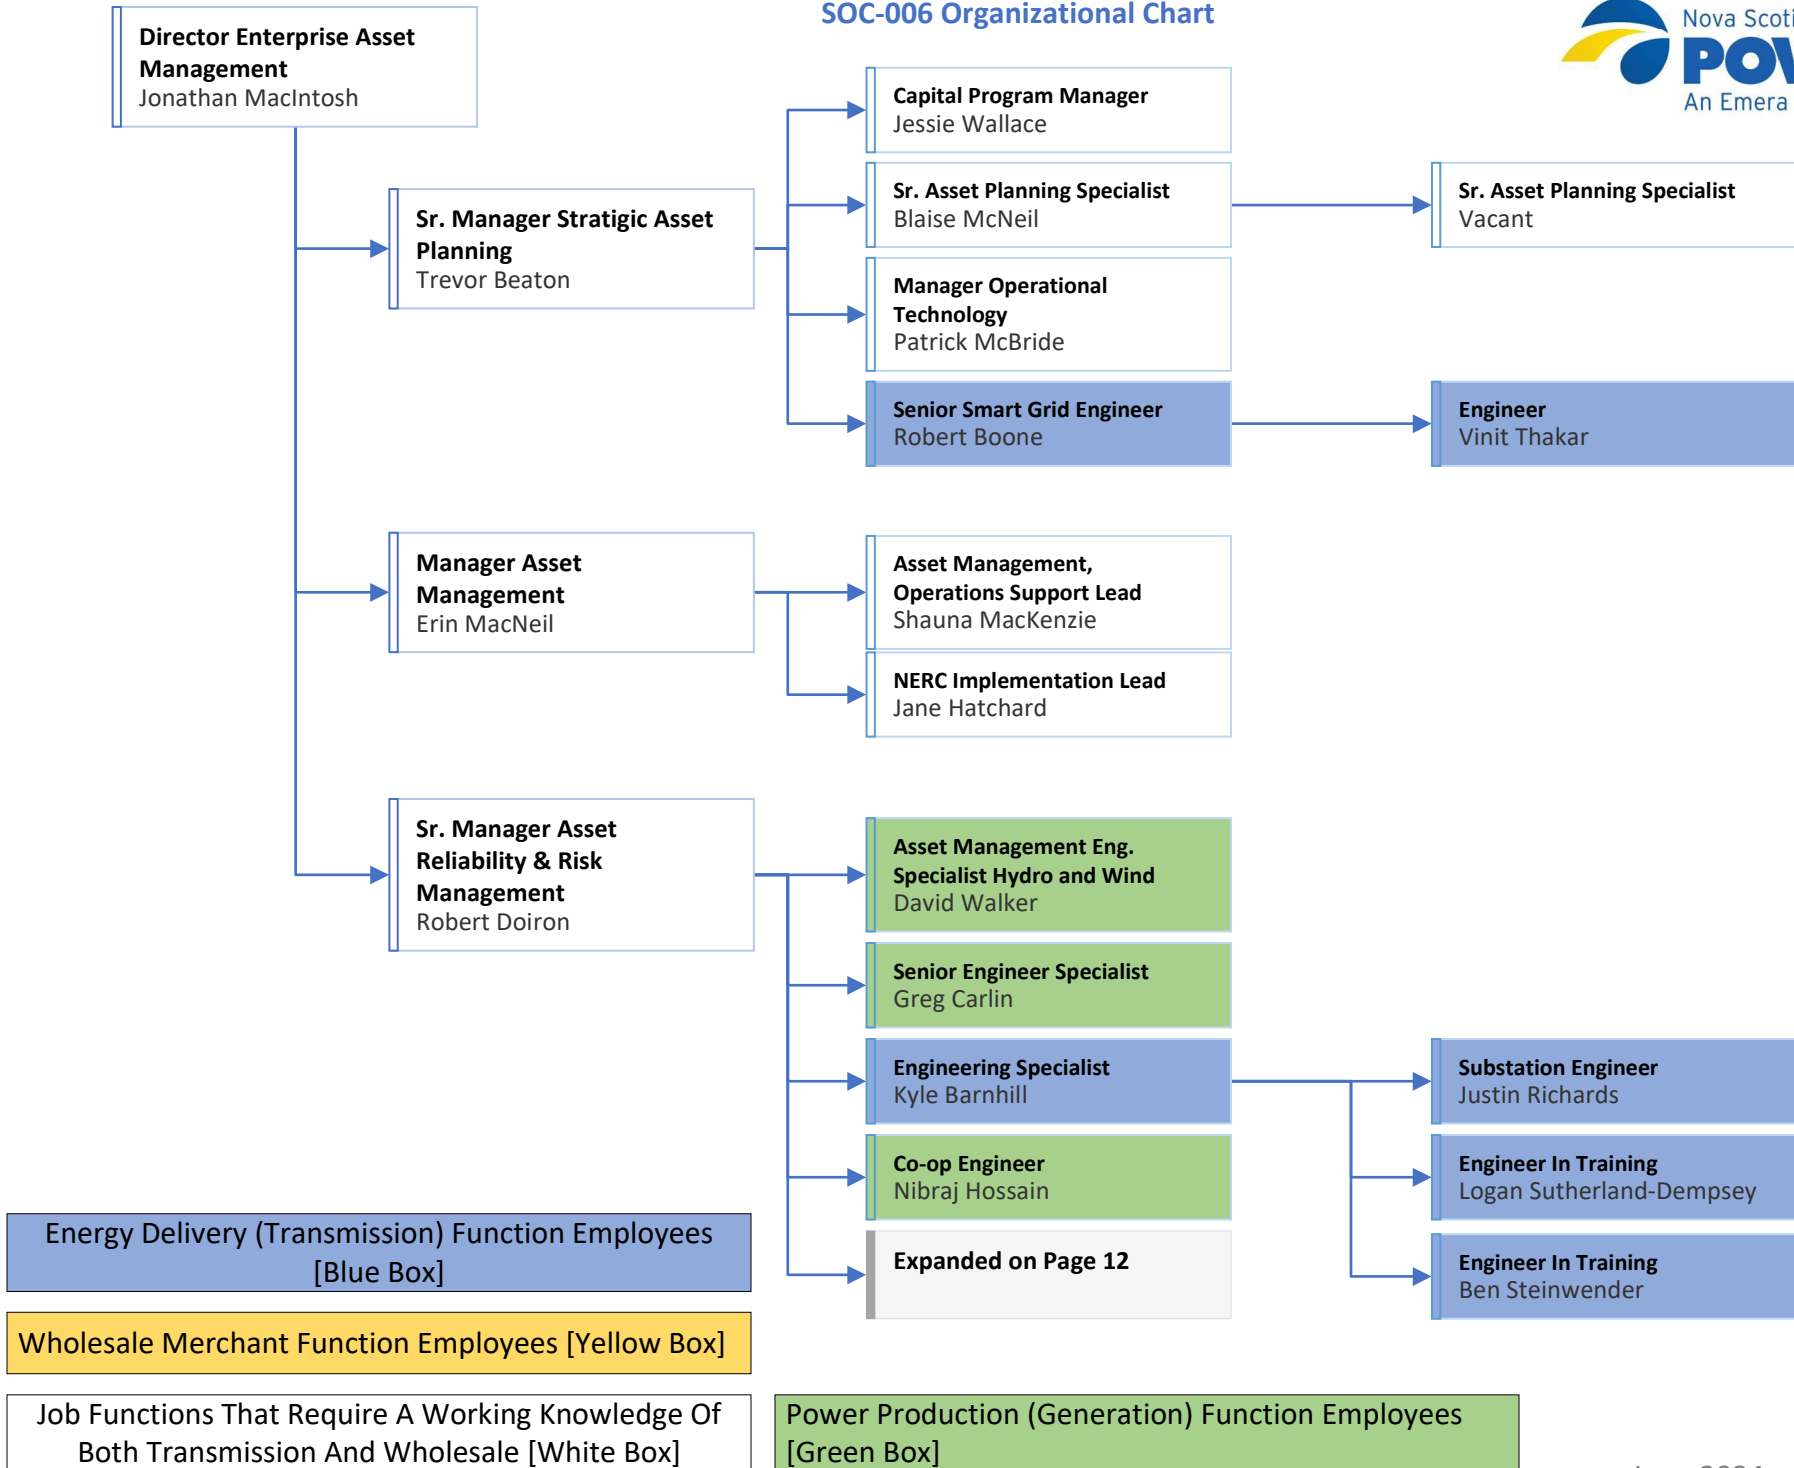 SOC-006 Organizational Chart
Nova Scoti
An Emera
Director Enterprise Asset
Management
Jonathan MacIntosh
Capital Program Manager
Jessie Wallace
Sr. Manager Stratigic Asset
Planning
Trevor Beaton
Sr. Asset Planning Specialist
Blaise McNeil
Sr. Asset Planning Specialist
Vacant
Manager Operational
Technology
Patrick McBride
Senior Smart Grid Engineer
Robert Boone
Engineer
Vinit Thakar
Manager Asset
Management
Erin MacNeil
Asset Management,
Operations Support Lead
Shauna MacKenzie
NERC Implementation Lead
Jane Hatchard
Sr. Manager Asset
Reliability & Risk
Management
Robert Doiron
Asset Management Eng.
Specialist Hydro and Wind
David Walker
Senior Engineer Specialist
Greg Carlin
Engineering Specialist
Kyle Barnhill
Substation Engineer
Justin Richards
Co-op Engineer
Nibraj Hossain
Engineer In Training
Logan Sutherland-Dempsey
Expanded on Page 12
Engineer In Training
Ben Steinwender
Energy Delivery (Transmission) Function Employees
[Blue Box]
Wholesale Merchant Function Employees [Yellow Box]
Job Functions That Require A Working Knowledge Of
Both Transmission And Wholesale [White Box]
Power Production (Generation) Function Employees
[Green Box]